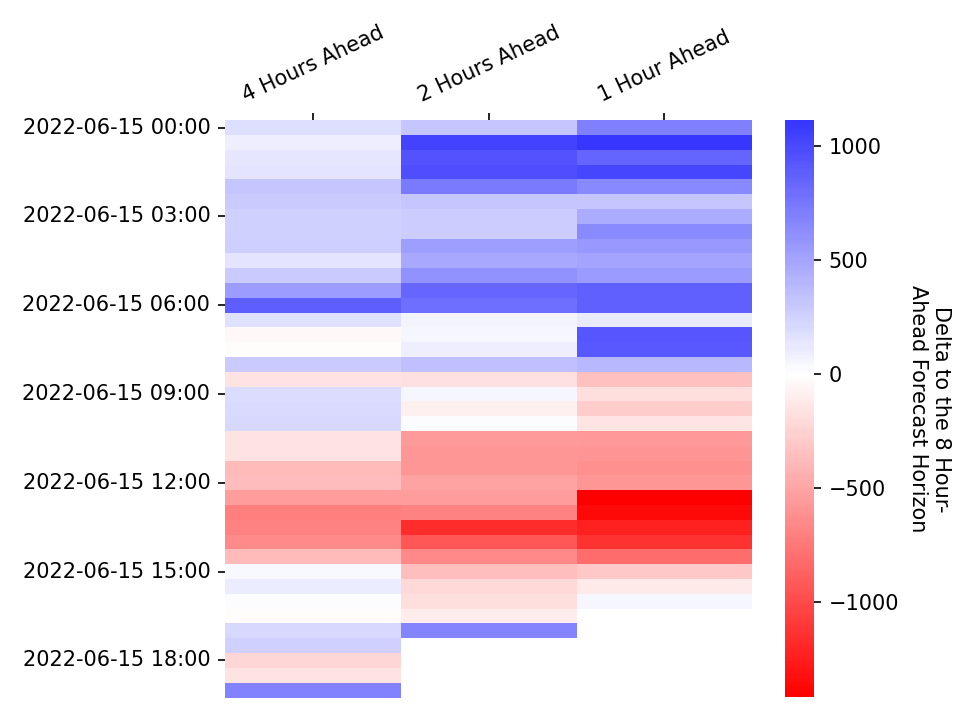 4 Hours Ahead
2 Hours Ahead
1 Hour Ahead
2022-06-15 00:00
2022-06-15 03:00
2022-06-15 06:00
2022-06-15 09:00
2022-06-15 12:00
2022-06-15 15:00
2022-06-15 18:00
1000
500
0
−500
−1000
Delta to the 8 Hour-
Ahead Forecast Horizon